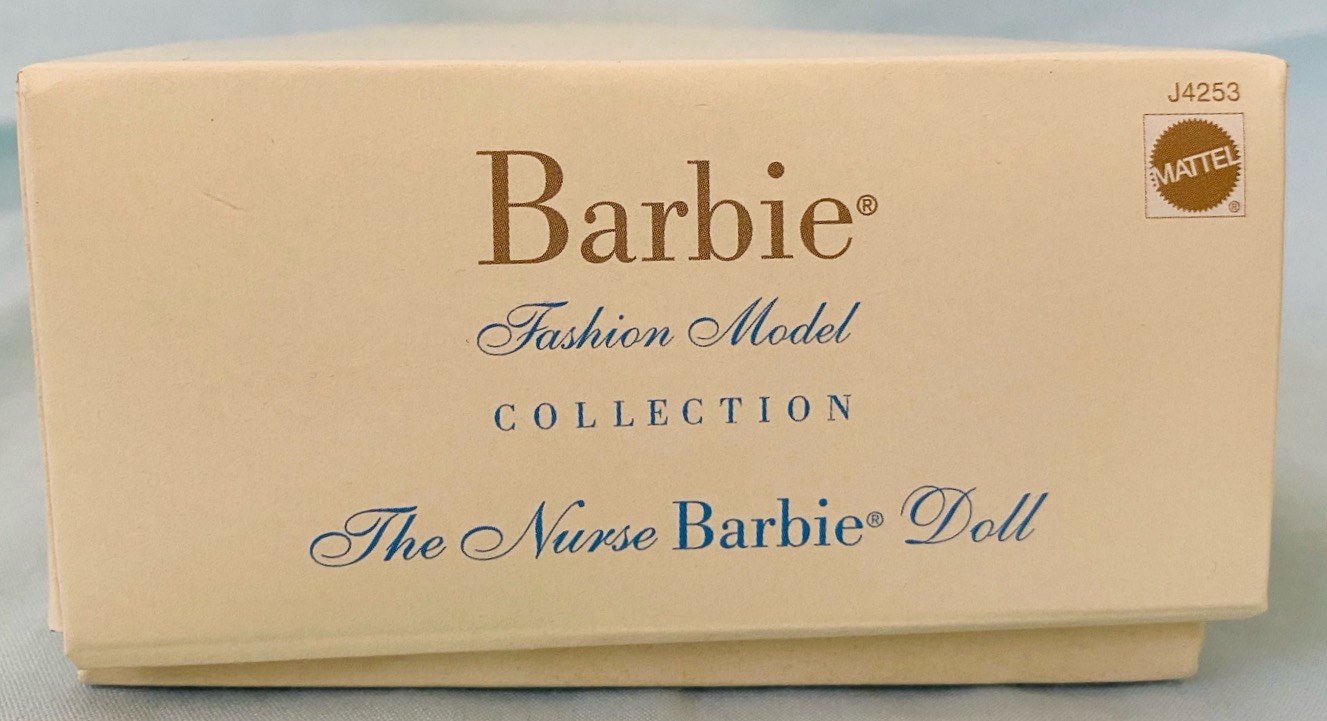 J4253
MATTEL®
Barbie®
Fashion Model
COLLECTION
The Nurse Barbie® Doll